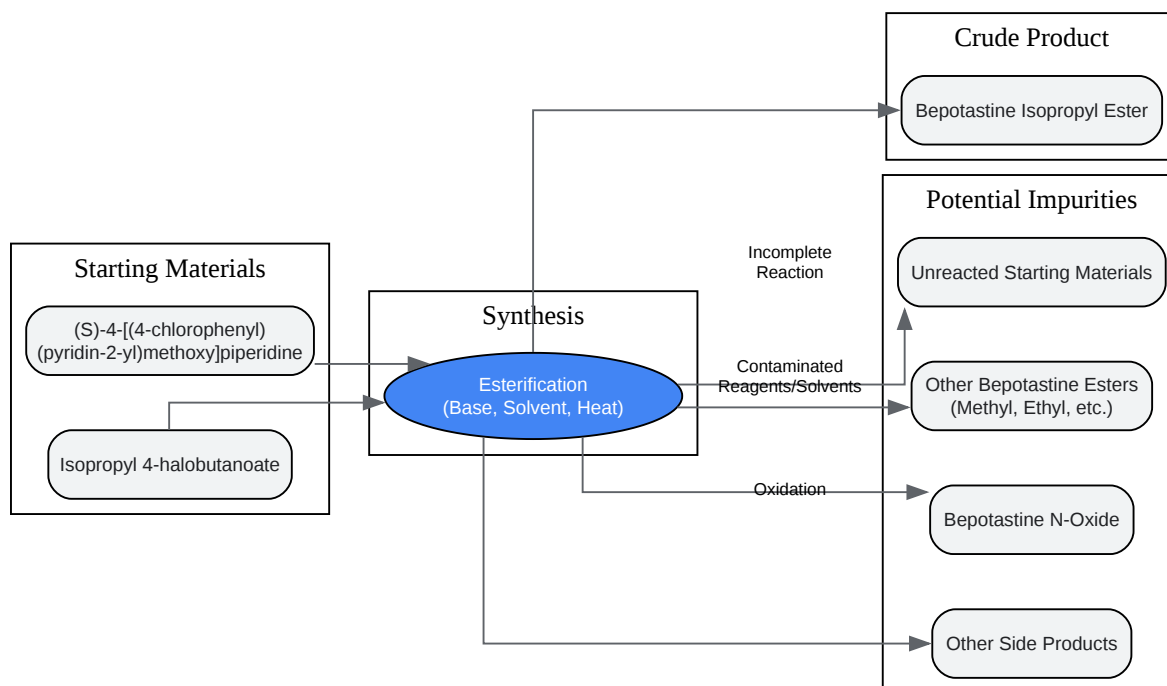 Crude Product
Bepotastine Isopropyl Ester
Potential Impurities
Incomplete
Reaction
Unreacted Starting Materials
Starting Materials
(S)-4-[(4-chlorophenyl)
(pyridin-2-yl)methoxy]piperidine
Isopropyl 4-halobutanoate
Synthesis
Esterification
(Base, Solvent, Heat)
Contaminated
Reagents/Solvents
Other Bepotastine Esters
(Methyl, Ethyl, etc.)
Oxidation
Bepotastine N-Oxide
Other Side Products